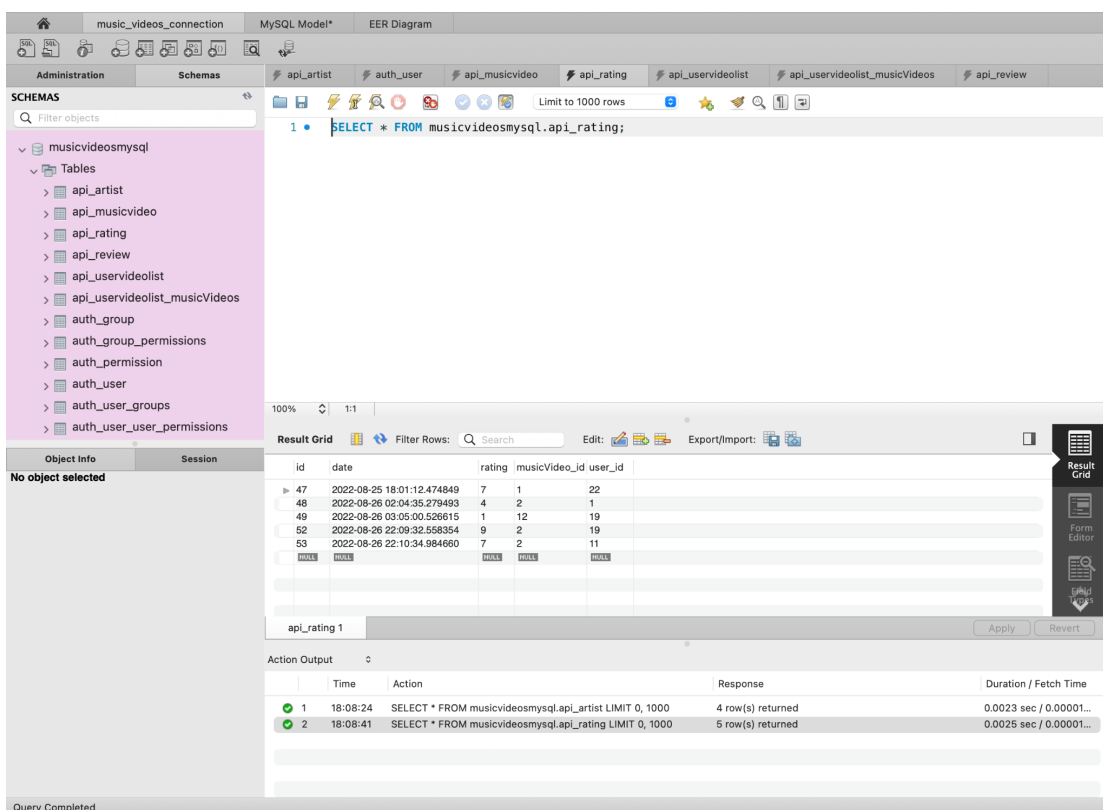 music_videos_connection MySQL Model* EER Diagram
SQL SQL
Administration Schemas api_artist auth_user api_musicvideo api_rating api_uservideolist api_uservideolist_musicVideos api_review
SCHEMAS
Limit to 1000 rows
Filter objects
1 SELECT * FROM musicvideosmysql.api_rating;
musicvideosmysql
Tables
api_artist
api_musicvideo
api_rating
api_review
api_uservideolist
api_uservideolist_musicVideos
auth_group
auth_group_permissions
auth_permission
auth_user
auth_user_groups
auth_user_user_permissions
100% 1:1
Result Grid Filter Rows: Search Edit: Export/Import:
Object Info Session
No object selected
id date rating musicVideo_id user_id
47 2022-08-25 18:01:12.474849 7 1 22
48 2022-08-26 02:04:35.279493 4 2 1
49 2022-08-26 03:05:00.526615 1 12 19
52 2022-08-26 22:09:32.558354 9 2 19
53 2022-08-26 22:10:34.984660 7 2 11
NULL NULL NULL NULL NULL
Result
Grid
Form
Editor
Field
Types
api_rating 1 Apply Revert
Action Output
Time Action Response Duration / Fetch Time
1 18:08:24 SELECT * FROM musicvideosmysql.api_artist LIMIT 0, 1000 4 row(s) returned 0.0023 sec / 0.00001...
2 18:08:41 SELECT * FROM musicvideosmysql.api_rating LIMIT 0, 1000 5 row(s) returned 0.0025 sec / 0.00001...
Query Completed